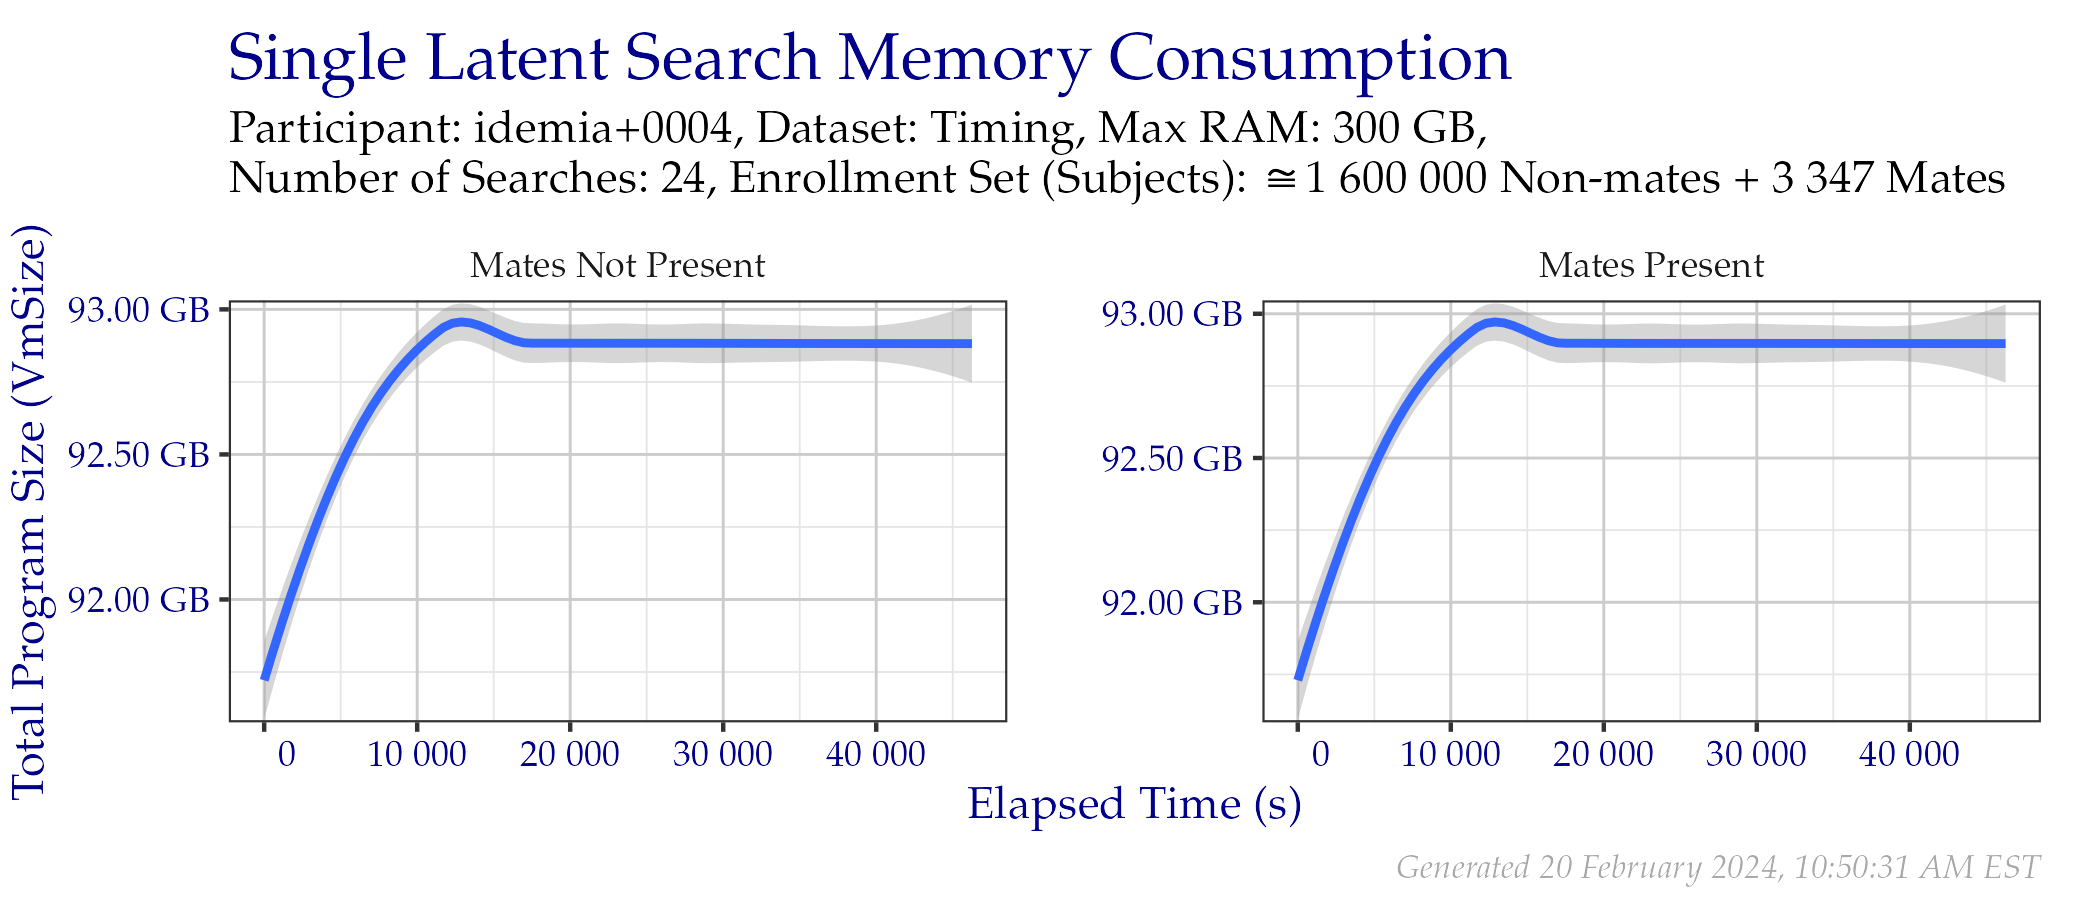 Single Latent Search Memory Consumption
Participant: idemia+0004, Dataset: Timing, Max RAM: 300 GB,
Number of Searches: 24, Enrollment Set (Subjects): ≅ 1 600 000 Non-mates + 3 347 Mates
Total Program Size (VmSize)
Mates Not Present
93.00 GB
92.50 GB
92.00 GB
0 10 000 20 000 30 000 40 000
Mates Present
93.00 GB
92.50 GB
92.00 GB
0 10 000 20 000 30 000 40 000
Elapsed Time (s)
Generated 20 February 2024, 10:50:31 AM EST